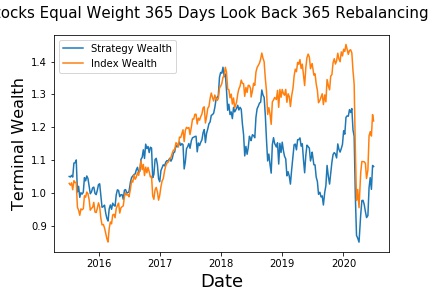 tocks Equal Weight 365 Days Look Back 365 Rebalancing
Strategy Wealth
Index Wealth
Terminal Wealth
1.4
1.3
1.2
1.1
1.0
0.9
2016 2017 2018 2019 2020
Date